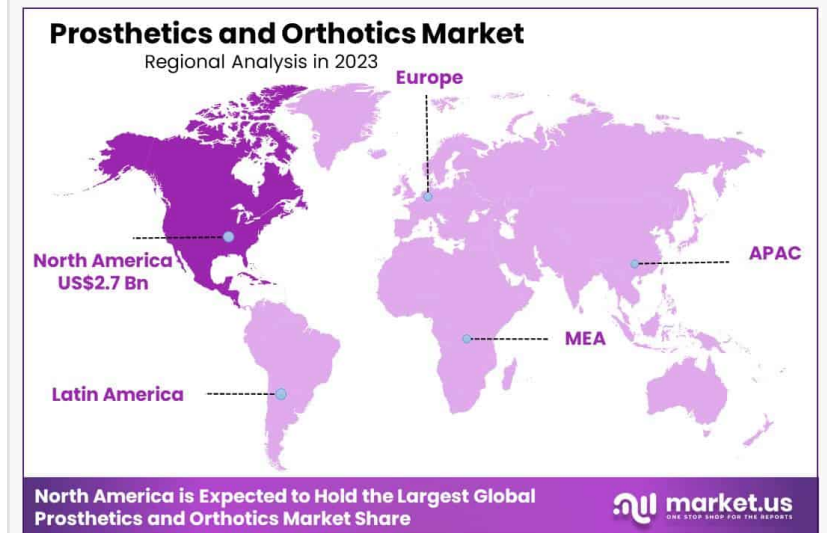 Prosthetics and Orthotics Market
Regional Analysis in 2023
Europe
North America
US$2.7 Bn
APAC
MEA
Latin America
North America is Expected to Hold the Largest Global
Prosthetics and Orthotics Market Share
market.us
ONE STOP SHOP FOR THE REPORTS